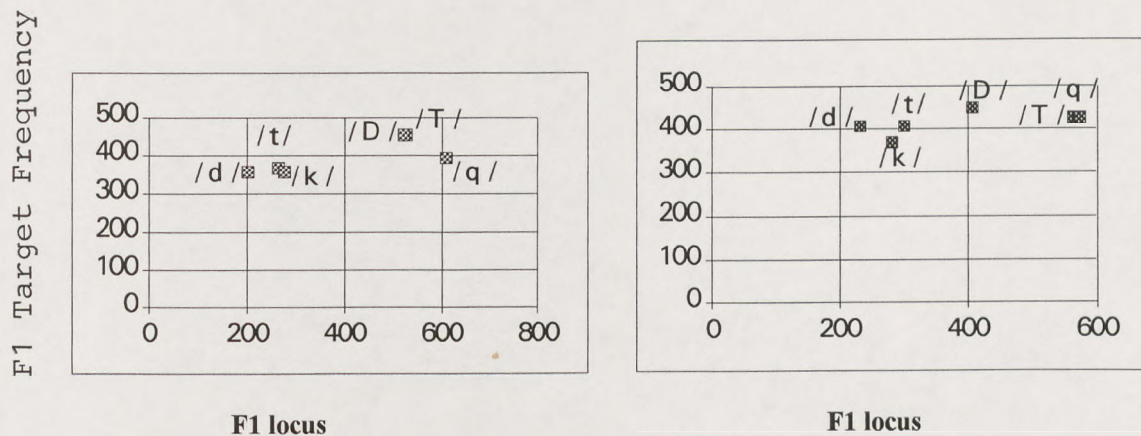 F1 Target Frequency
500
400
300
200
100
0
0 200 400 600 800
/d/
/t/
/k/
/D/
/T/
/q/
F1 locus
500
400
300
200
100
0
0 200 400 600
/d/
/t/
/k/
/D/
/T/
/q/
F1 locus